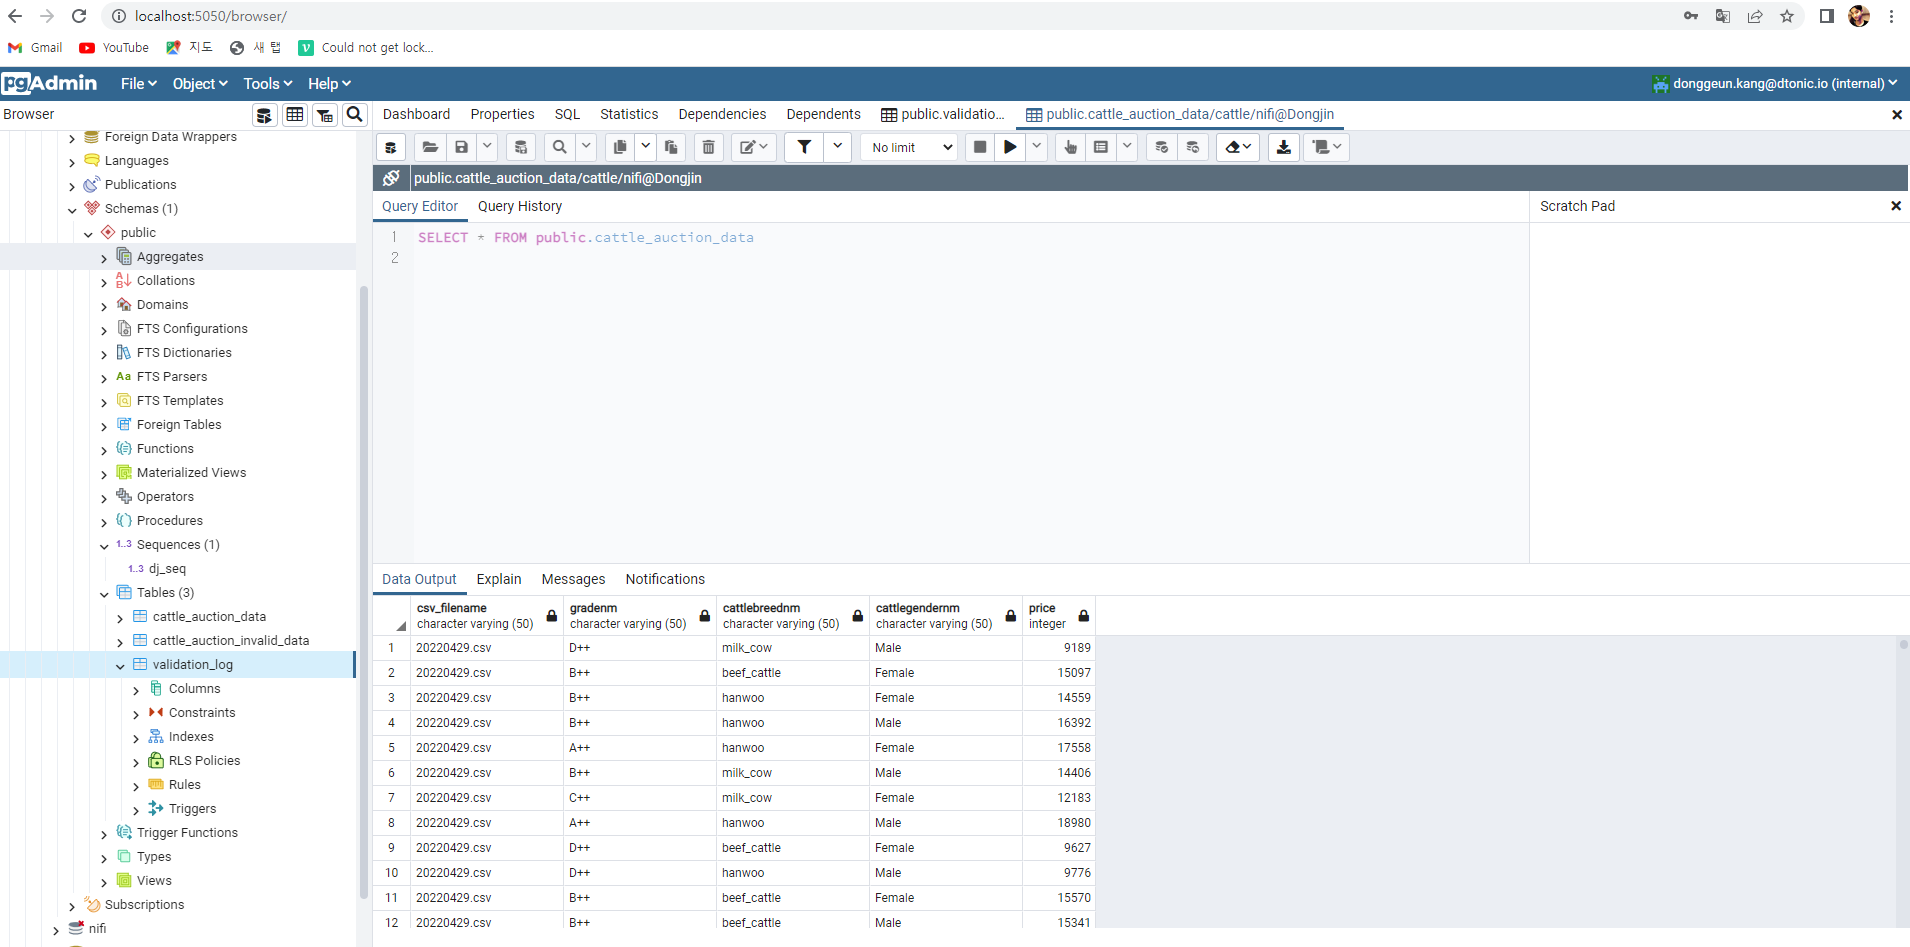 localhost:5050/browser/
Gmail
YouTube
지도
새 탭
Could not get lock...
pgAdmin
File
Object
Tools
Help
donggeun.kang@dtonic.io (internal)
Browser
Dashboard
Properties
SQL
Statistics
Dependencies
Dependents
public.validatio...
public.cattle_auction_data/cattle/nifi@Dongjin
No limit
public.cattle_auction_data/cattle/nifi@Dongjin
Foreign Data Wrappers
Languages
Publications
Schemas (1)
public
Aggregates
Collations
Domains
FTS Configurations
FTS Dictionaries
Aa FTS Parsers
FTS Templates
Foreign Tables
Functions
Materialized Views
Operators
Procedures
1..3 Sequences (1)
1..3 dj_seq
Tables (3)
cattle_auction_data
cattle_auction_invalid_data
validation_log
Columns
Constraints
Indexes
RLS Policies
Rules
Triggers
Trigger Functions
Types
Views
Subscriptions
nifi
Query Editor
Query History
Scratch Pad
1 SELECT * FROM public.cattle_auction_data
2
Data Output
Explain
Messages
Notifications
csv_filename gradenm cattlebreednm cattlegendernm price
character varying (50) character varying (50) character varying (50) character varying (50) integer
1 20220429.csv D++ milk_cow Male 9189
2 20220429.csv B++ beef_cattle Female 15097
3 20220429.csv B++ hanwoo Female 14559
4 20220429.csv B++ hanwoo Male 16392
5 20220429.csv A++ hanwoo Female 17558
6 20220429.csv B++ milk_cow Male 14406
7 20220429.csv C++ milk_cow Female 12183
8 20220429.csv A++ hanwoo Male 18980
9 20220429.csv D++ beef_cattle Female 9627
10 20220429.csv D++ hanwoo Male 9776
11 20220429.csv B++ beef_cattle Female 15570
12 20220429.csv B++ beef_cattle Male 15341